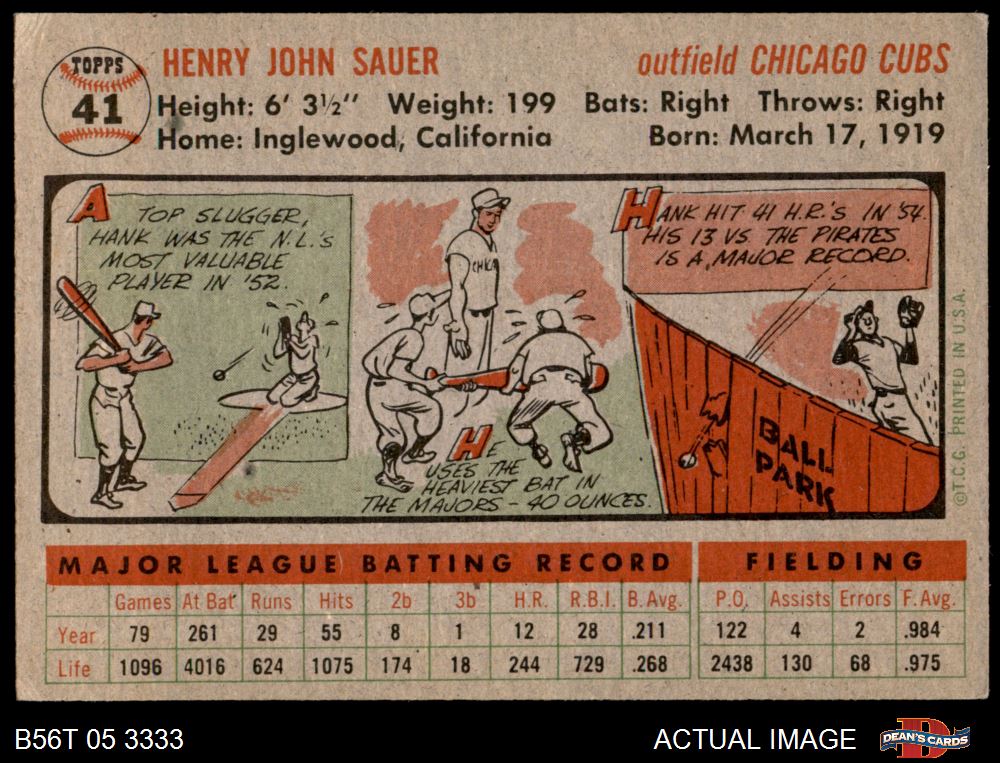 TOPPS
41
HENRY JOHN SAUER
outfield CHICAGO CUBS
Height: 6' 3½" Weight: 199 Bats: Right Throws: Right
Home: Inglewood, California Born: March 17, 1919
A TOP SLUGGER,
HANK WAS THE N.L.'s
MOST VALUABLE
PLAYER IN '52.
CHICA
HE
USES THE
HEAVIEST BAT IN
THE MAJORS – 40 OUNCES.
HANK HIT 41 H.R.'s IN '54.
HIS 13 VS. THE PIRATES
IS A MAJOR RECORD.
BALL
PARK
©T.C.G. PRINTED IN U.S.A.
MAJOR LEAGUE BATTING RECORD FIELDING
Games At Bat Runs Hits 2b 3b H.R. R.B.I. B. Avg. P.O. Assists Errors F. Avg.
Year 79 261 29 55 8 1 12 28 .211 122 4 2 .984
Life 1096 4016 624 1075 174 18 244 729 .268 2438 130 68 .975
B56T 05 3333 ACTUAL IMAGE
DEAN'S CARDS